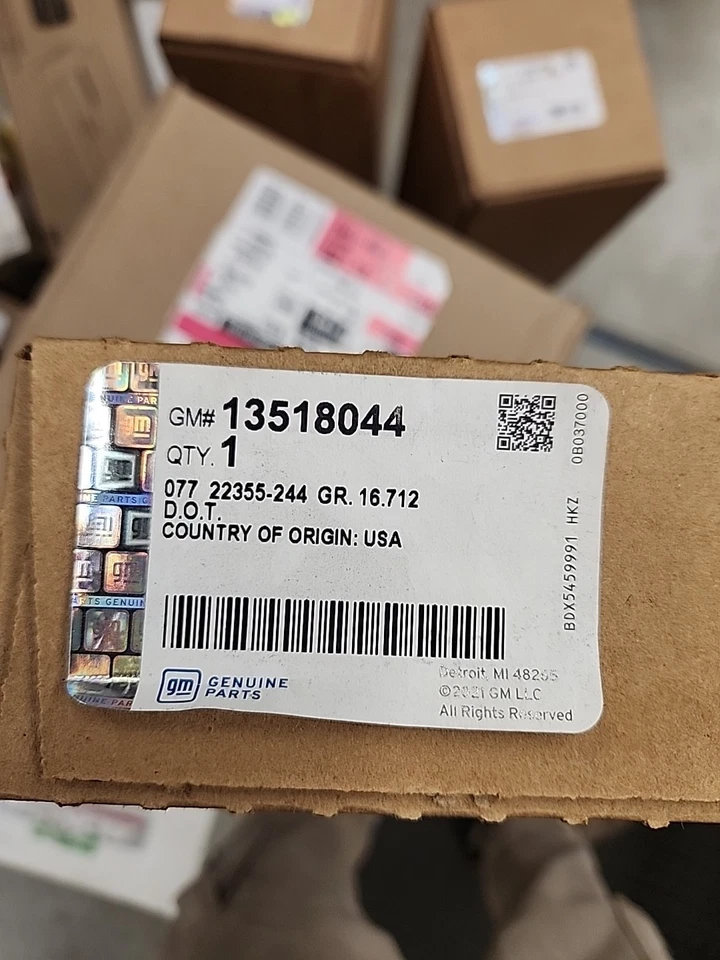 GM# 13518044
QTY. 1
077 22355-244 GR. 16.712
D.O.T.
COUNTRY OF ORIGIN: USA
gm GENUINE
PARTS
Detroit, MI 48265
©2021 GM LLC
All Rights Reserved
BDX5459991 HKZ 0B037000